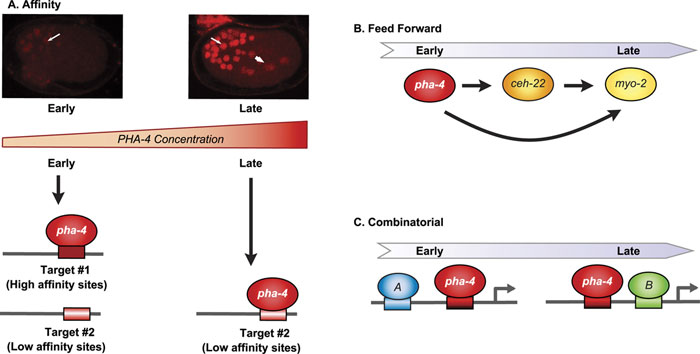 A. Affinity
Early
Late
PHA-4 Concentration
Early
Late
pha-4
Target #1
(High affinity sites)
Target #2
(Low affinity sites)
pha-4
Target #2
(Low affinity sites)
B. Feed Forward
Early
Late
pha-4
ceh-22
myo-2
C. Combinatorial
Early
Late
A
pha-4
pha-4
B